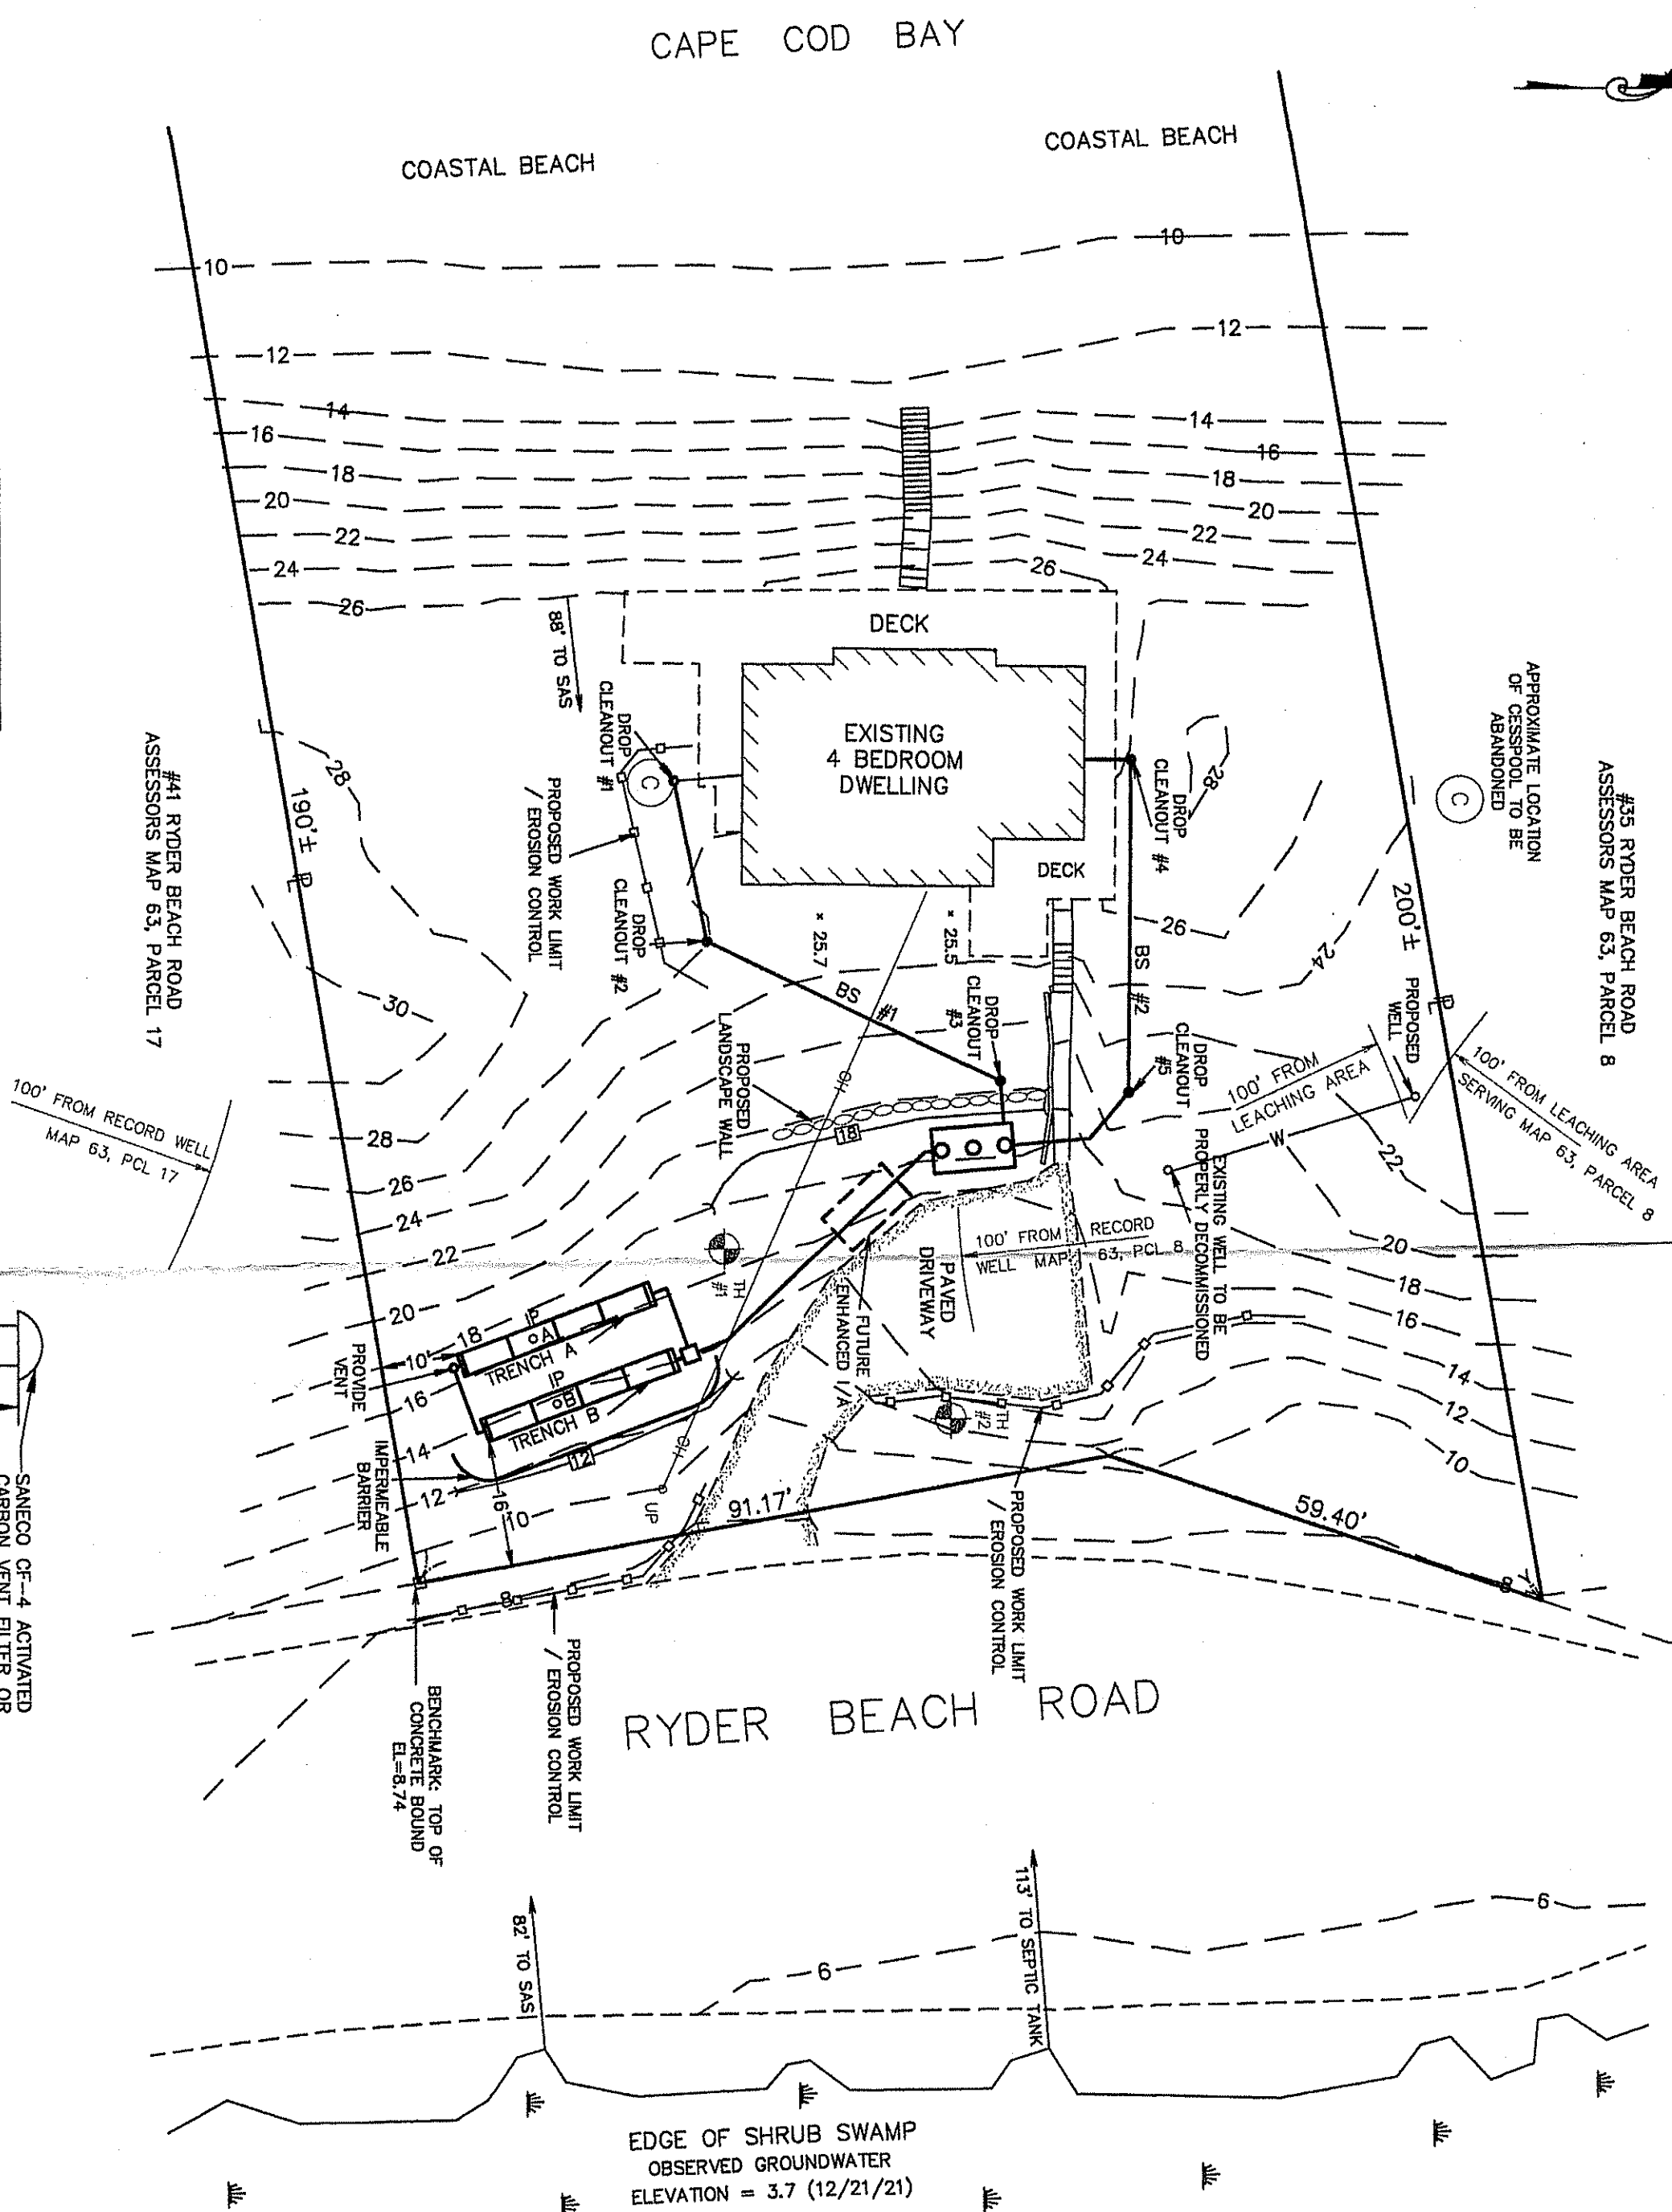 CAPE COD BAY
COASTAL BEACH
COASTAL BEACH
10
10
12
12
14
14
16
16
18
18
20
20
22
22
24
24
26
26
88' TO SAS
DECK
EXISTING
4 BEDROOM
DWELLING
DROP
CLEANOUT #1
C
PROPOSED WORK LIMIT
/ EROSION CONTROL
DROP
CLEANOUT #2
DROP
CLEANOUT #4
28
APPROXIMATE LOCATION
OF CESSPOOL TO BE
ABANDONED
C
#35 RYDER BEACH ROAD
ASSESSORS MAP 63, PARCEL 8
#41 RYDER BEACH ROAD
ASSESSORS MAP 63, PARCEL 17
28
190'±
30
DECK
× 25.7
× 25.5
26
24
200'±
BS #1
BS #2
DROP
CLEANOUT
#3
DROP
CLEANOUT
#5
PROPOSED
WELL
100' FROM
LEACHING AREA
100' FROM LEACHING AREA
SERVING MAP 63, PARCEL 8
W
PROPOSED
LANDSCAPE WALL
18
OH
100' FROM RECORD WELL
MAP 63, PCL 17
28
26
24
22
20
18
16
14
12
10
EXISTING WELL TO BE
PROPERLY DECOMMISSIONED
22
20
18
16
14
12
10
100' FROM RECORD
WELL MAP 63, PCL 8
PAVED
DRIVEWAY
FUTURE
ENHANCED I/A
TH
#1
IP
A
TRENCH A
IP
B
TRENCH B
10'
PROVIDE
VENT
IMPERMEABLE
BARRIER
12
16'
OH
UP
TH
#2
91.17'
59.40'
PROPOSED WORK LIMIT
/ EROSION CONTROL
8
8
PROPOSED WORK LIMIT
/ EROSION CONTROL
BENCHMARK: TOP OF
CONCRETE BOUND
EL=8.74
SANECO CF-4 ACTIVATED
CARBON VENT FILTER OR
RYDER BEACH ROAD
82' TO SAS
113' TO SEPTIC TANK
6
6
EDGE OF SHRUB SWAMP
OBSERVED GROUNDWATER
ELEVATION = 3.7 (12/21/21)